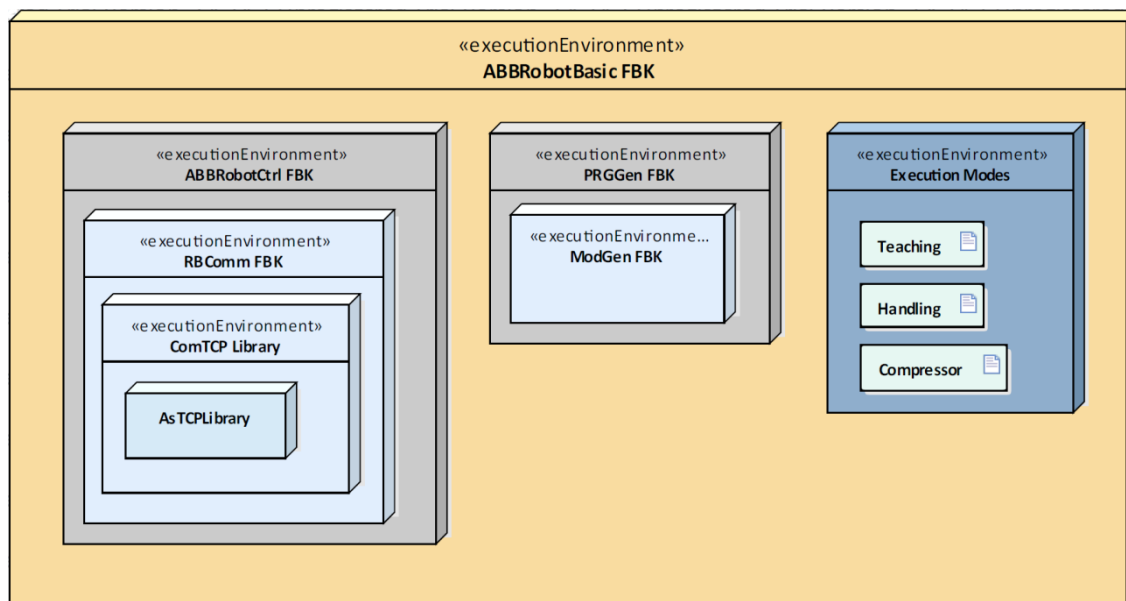 «executionEnvironment»
ABBRobotBasic FBK
«executionEnvironment»
ABBRobotCtrl FBK
«executionEnvironment»
RBComm FBK
«executionEnvironment»
ComTCP Library
AsTCPLibrary
«executionEnvironment»
PRGGen FBK
«executionEnvironme...
ModGen FBK
«executionEnvironment»
Execution Modes
Teaching
Handling
Compressor